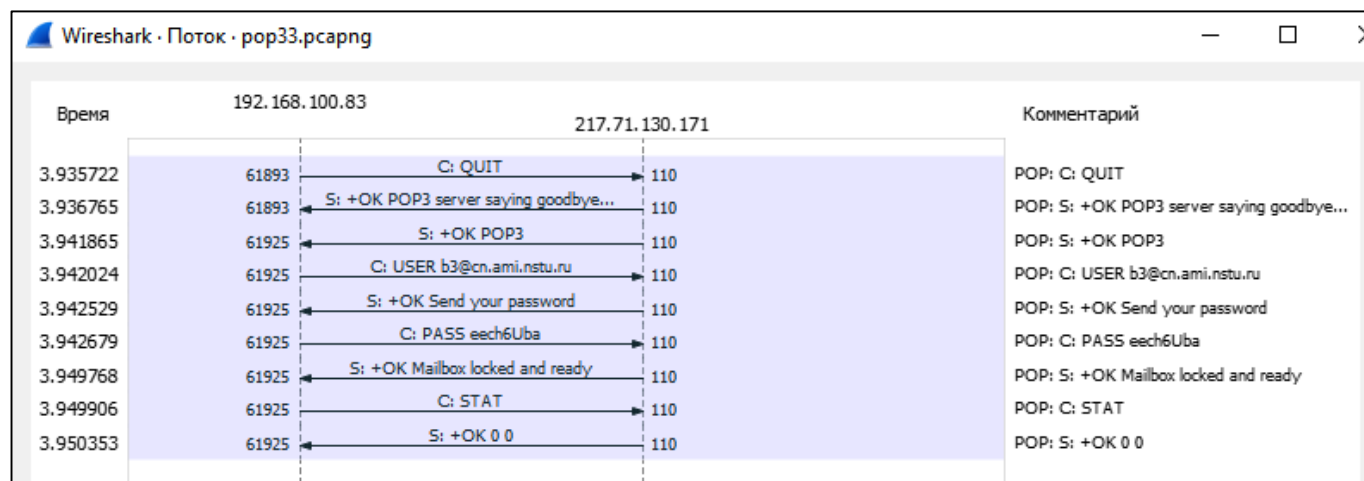 Wireshark · Поток · pop33.pcapng
Время 192.168.100.83 217.71.130.171 Комментарий
3.935722 61893 C: QUIT 110 POP: C: QUIT
3.936765 61893 S: +OK POP3 server saying goodbye... 110 POP: S: +OK POP3 server saying goodbye...
3.941865 61925 S: +OK POP3 110 POP: S: +OK POP3
3.942024 61925 C: USER b3@cn.ami.nstu.ru 110 POP: C: USER b3@cn.ami.nstu.ru
3.942529 61925 S: +OK Send your password 110 POP: S: +OK Send your password
3.942679 61925 C: PASS eech6Uba 110 POP: C: PASS eech6Uba
3.949768 61925 S: +OK Mailbox locked and ready 110 POP: S: +OK Mailbox locked and ready
3.949906 61925 C: STAT 110 POP: C: STAT
3.950353 61925 S: +OK 0 0 110 POP: S: +OK 0 0